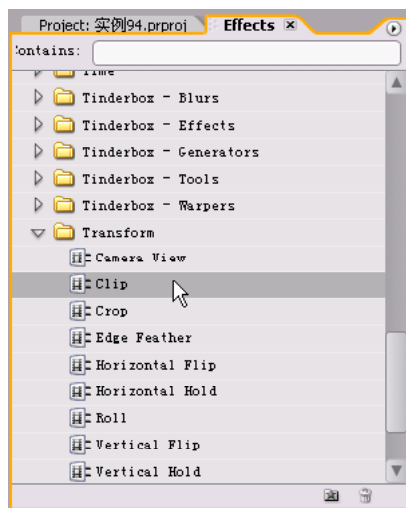 Project: 实例94.prproj Effects
Contains:
Time
Tinderbox - Blurs
Tinderbox - Effects
Tinderbox - Generators
Tinderbox - Tools
Tinderbox - Warpers
Transform
Camera View
Clip
Crop
Edge Feather
Horizontal Flip
Horizontal Hold
Roll
Vertical Flip
Vertical Hold